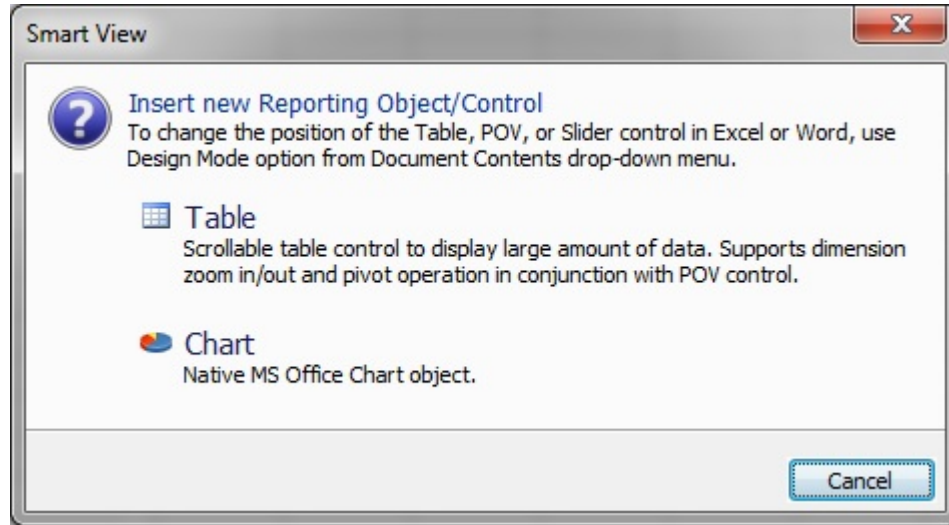 Smart View
Insert new Reporting Object/Control
To change the position of the Table, POV, or Slider control in Excel or Word, use
Design Mode option from Document Contents drop-down menu.
Table
Scrollable table control to display large amount of data. Supports dimension
zoom in/out and pivot operation in conjunction with POV control.
Chart
Native MS Office Chart object.
Cancel